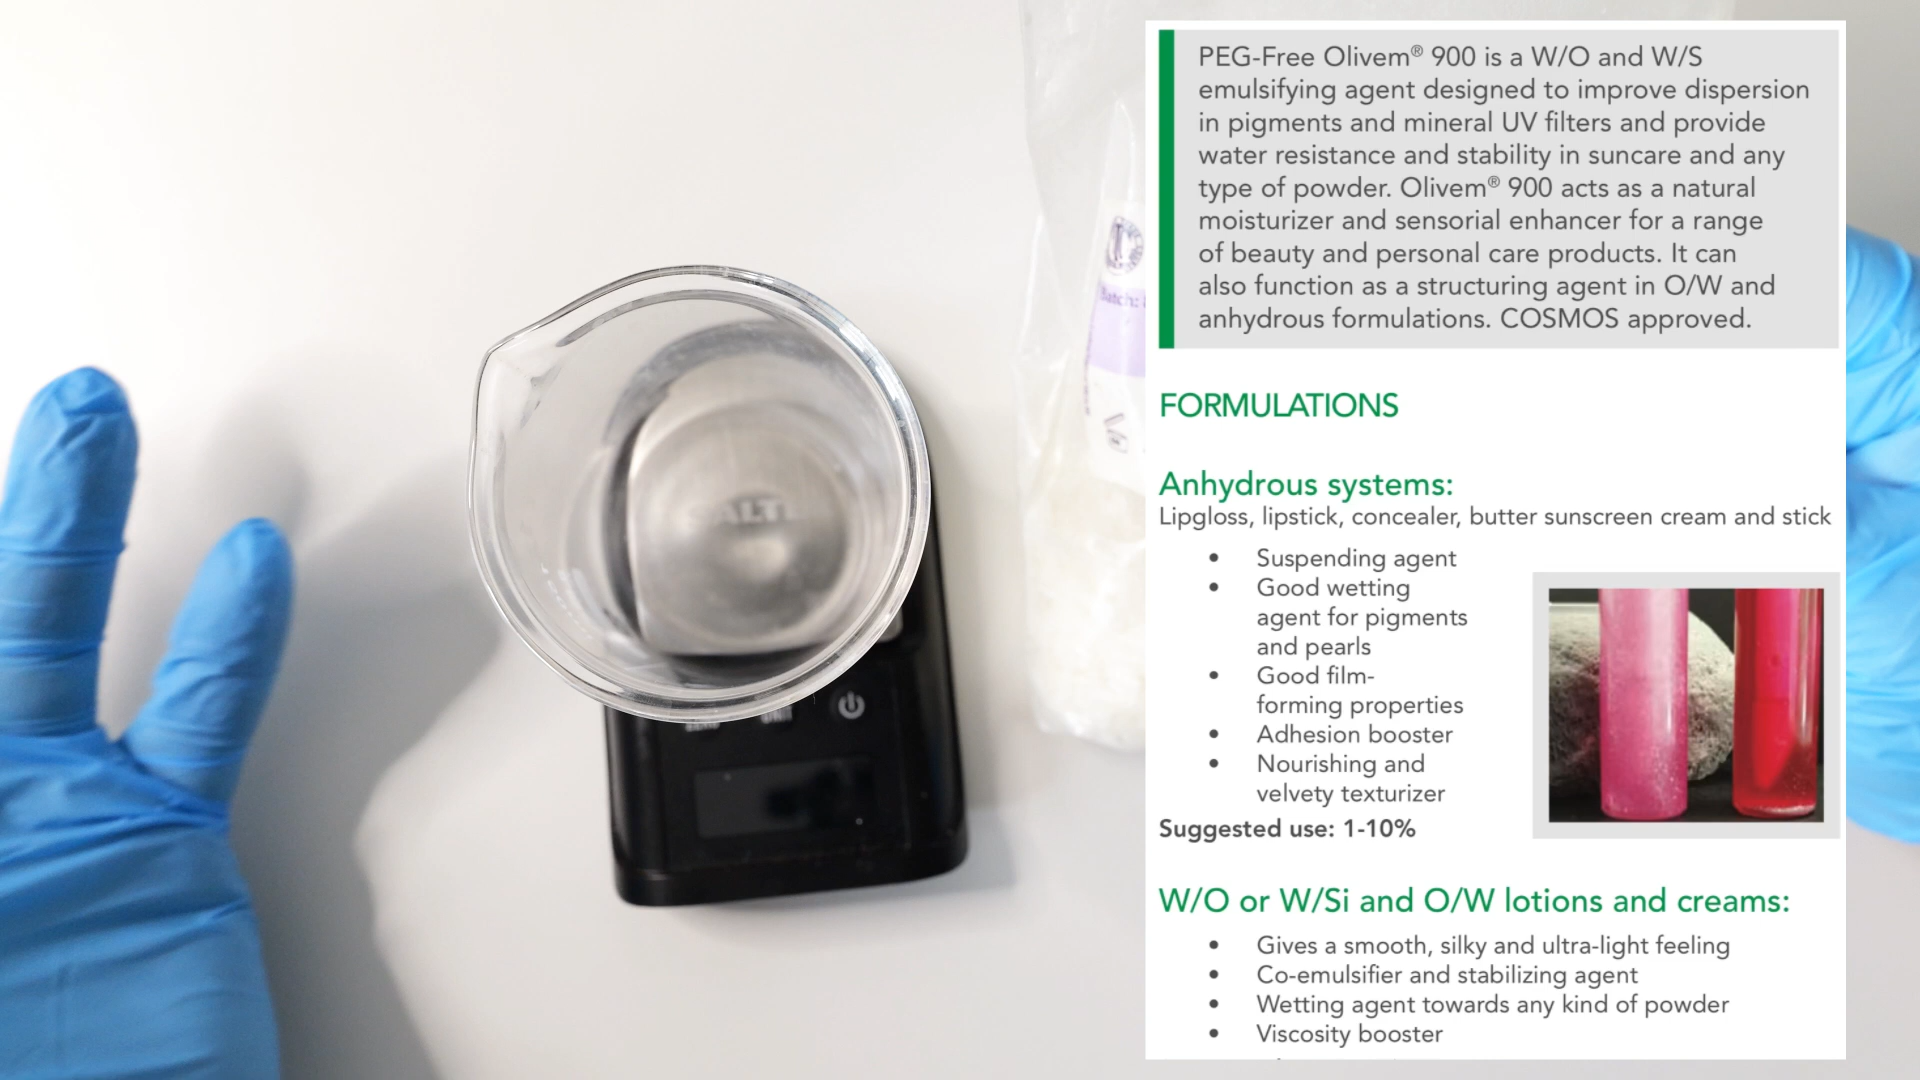 PEG-Free Olivem® 900 is a W/O and W/S
emulsifying agent designed to improve dispersion
in pigments and mineral UV filters and provide
water resistance and stability in suncare and any
type of powder. Olivem® 900 acts as a natural
moisturizer and sensorial enhancer for a range
of beauty and personal care products. It can
also function as a structuring agent in O/W and
anhydrous formulations. COSMOS approved.
FORMULATIONS
Anhydrous systems:
Lipgloss, lipstick, concealer, butter sunscreen cream and stick
• Suspending agent
• Good wetting
agent for pigments
and pearls
• Good film-
forming properties
• Adhesion booster
• Nourishing and
velvety texturizer
Suggested use: 1-10%
W/O or W/Si and O/W lotions and creams:
• Gives a smooth, silky and ultra-light feeling
• Co-emulsifier and stabilizing agent
• Wetting agent towards any kind of powder
• Viscosity booster
Batch: